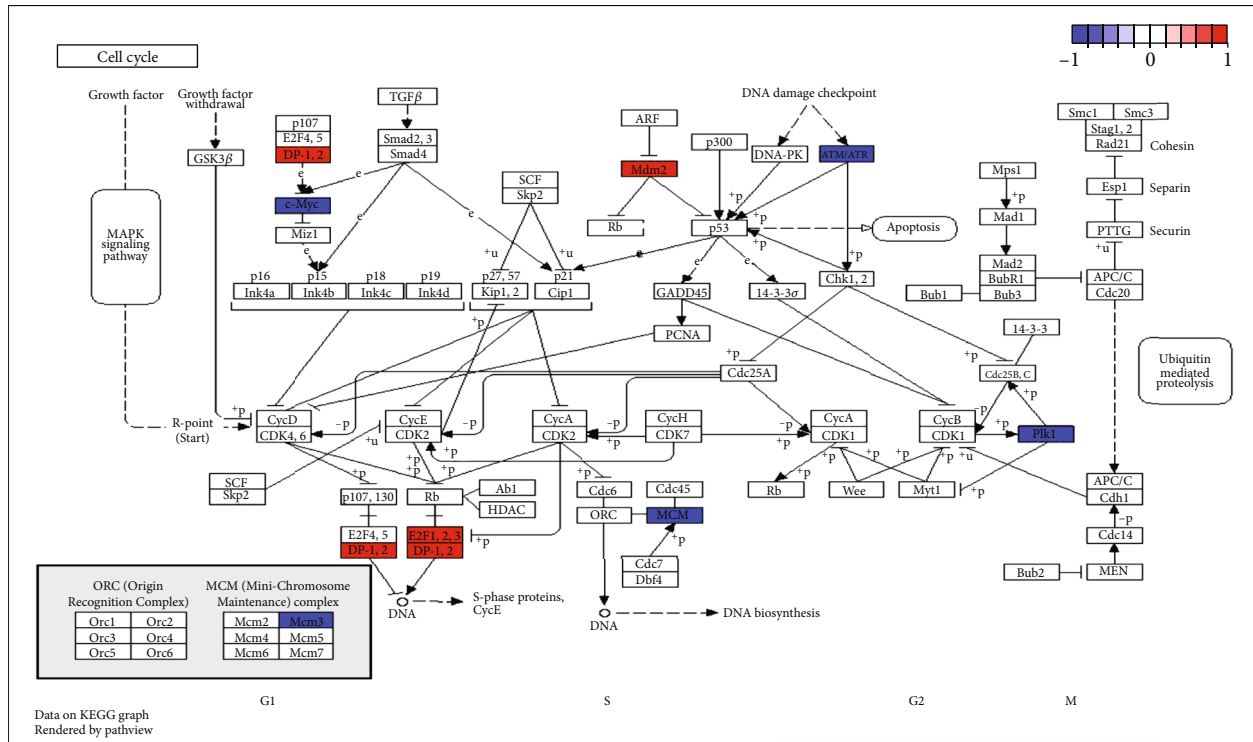 Cell cycle
−1
0
1
Growth factor
Growth factor
withdrawal
TGFβ
DNA damage checkpoint
p107
E2F4, 5
DP-1, 2
Smad2, 3
Smad4
ARF
p300
DNA-PK
ATM/ATR
Smc1
Smc3
Stag1, 2
Rad21
Cohesin
GSK3β
e
e
Mdm2
+p
SCF
Skp2
Mps1
+p
Esp1
Separin
c-Myc
MAPK
signaling
pathway
Miz1
e
e
e
+u
+u
Rb
p53
+p
+p
Apoptosis
Mad1
PTTG
Securin
+u
e
e
e
p16
Ink4a
p15
Ink4b
p18
Ink4c
p19
Ink4d
p27, 57
Kip1, 2
p21
Cip1
GADD45
14-3-3σ
Chk1, 2
Mad2
BubR1
Bub3
Bub1
APC/C
Cdc20
+p
PCNA
14-3-3
+p
+p
Cdc25A
Cdc25B, C
Ubiquitin
mediated
proteolysis
R-point
(Start)
+p
CycD
CDK4, 6
−p
CycE
CDK2
−p
CycA
CDK2
−p
+p
CycH
CDK7
−p
+p
CycA
CDK1
CycB
CDK1
−p
+p
+p
Plk1
+u
+p
+p
+p
+p
+p
+p
+p
+u
+p
SCF
Skp2
p107, 130
Rb
Ab1
HDAC
Cdc6
Cdc45
ORC
MCM
Rb
Wee
Myt1
APC/C
Cdh1
−p
E2F4, 5
DP-1, 2
E2F1, 2, 3
DP-1, 2
+p
+p
Cdc7
Dbf4
Cdc14
Bub2
MEN
DNA
S-phase proteins,
CycE
DNA
DNA biosynthesis
ORC (Origin
Recognition Complex)
Orc1
Orc2
Orc3
Orc4
Orc5
Orc6
MCM (Mini-Chromosome
Maintenance) complex
Mcm2
Mcm3
Mcm4
Mcm5
Mcm6
Mcm7
G1
S
G2
M
Data on KEGG graph
Rendered by pathview